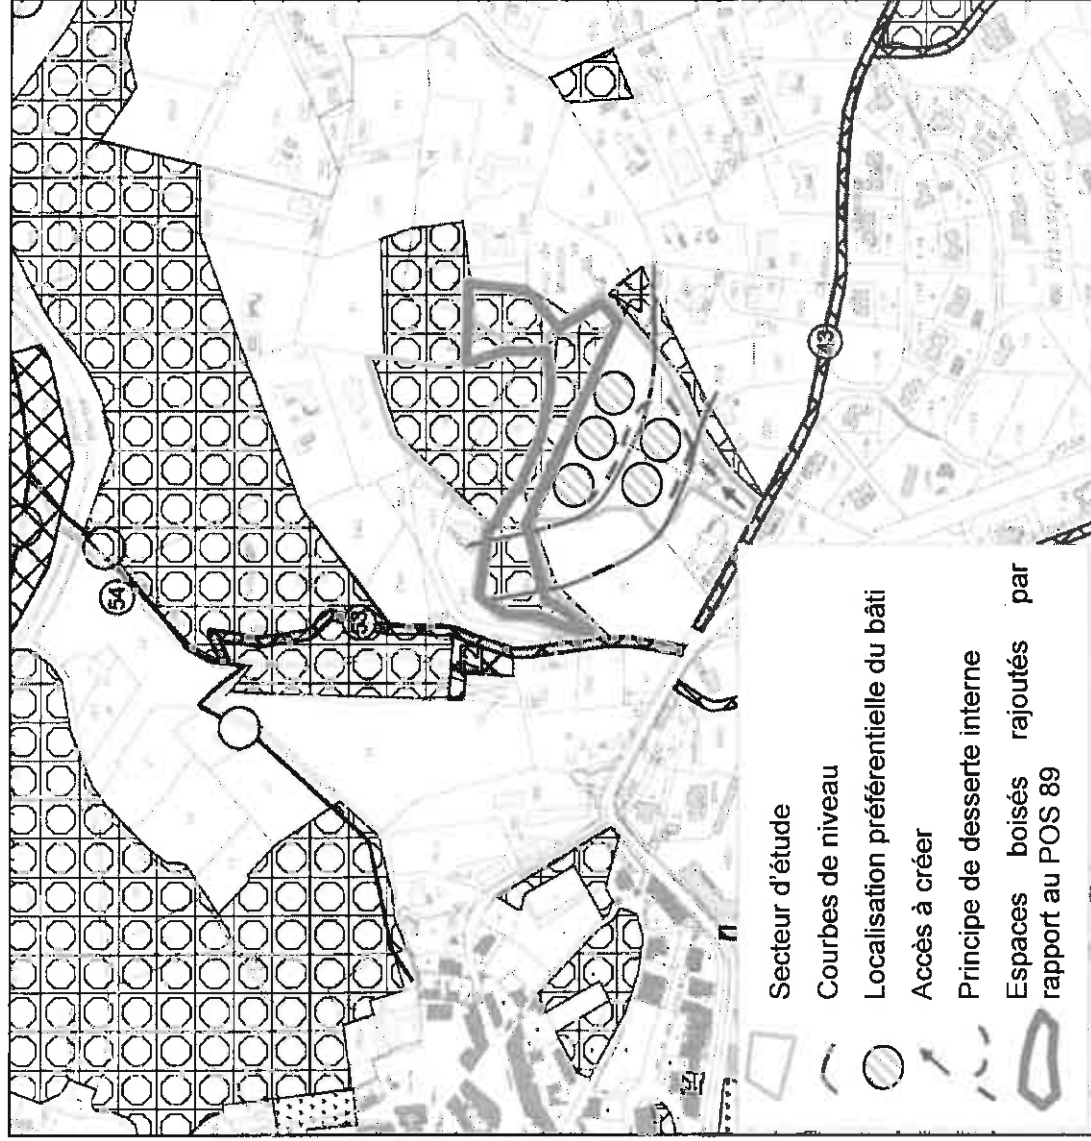 54
53
72
43
Secteur d'étude
Courbes de niveau
Localisation préférentielle du bâti
Accès à créer
Principe de desserte interne
Espaces boisés rajoutés par
rapport au POS 89